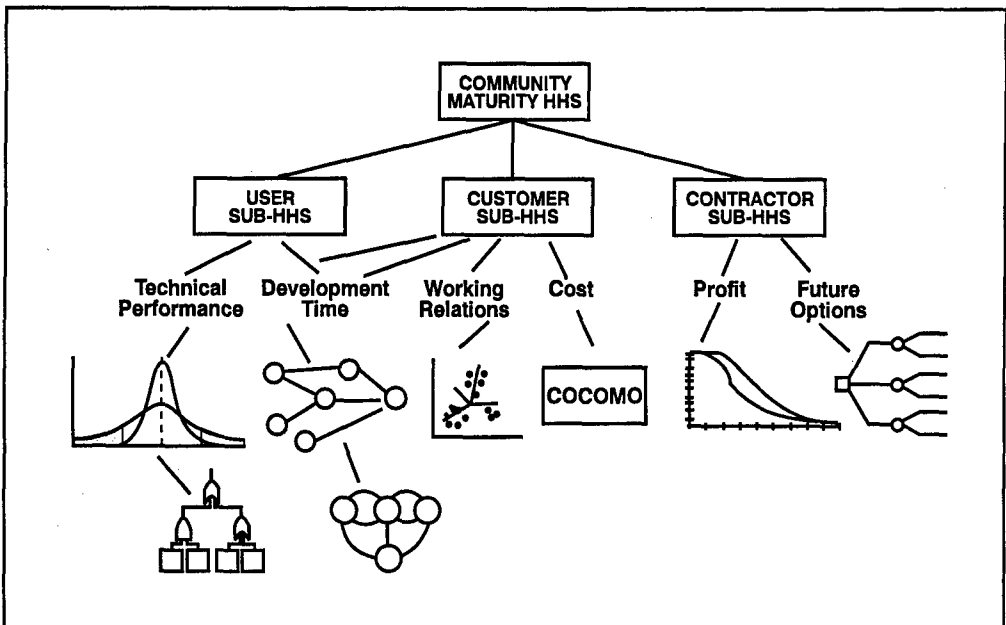 COMMUNITY
MATURITY HHS
USER
SUB-HHS
CUSTOMER
SUB-HHS
CONTRACTOR
SUB-HHS
Technical
Performance
Development
Time
Working
Relations
Cost
Profit
Future
Options
COCOMO